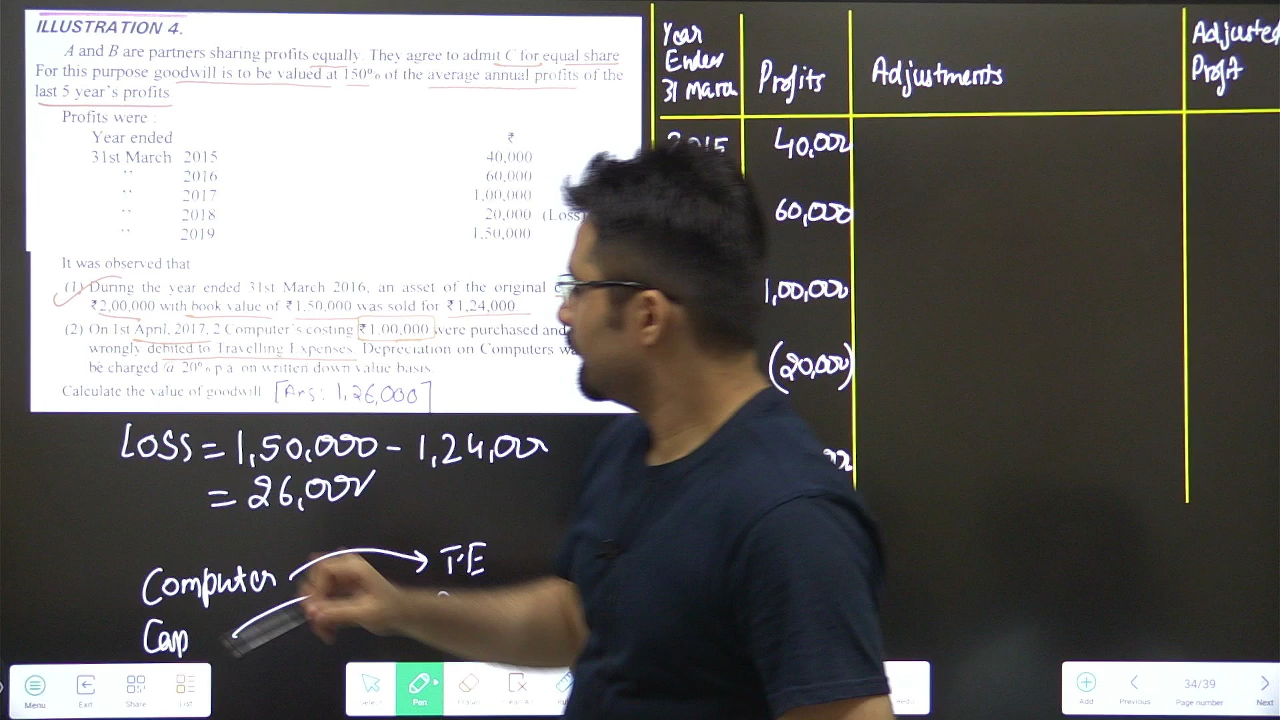 ILLUSTRATION 4.
A and B are partners sharing profits equally. They agree to admit C for equal share
For this purpose goodwill is to be valued at 150% of the average annual profits of the
last 5 year's profits
Profits were :
Year ended ₹
31st March 2015 40,000
" 2016 60,000
" 2017 1,00,000
" 2018 20,000 (Loss)
" 2019 1,50,000
It was observed that
(1) During the year ended 31st March 2016, an asset of the original
₹2,00,000 with book value of ₹1,50,000 was sold for ₹1,24,000
(2) On 1st April, 2017, 2 Computer's costing ₹1,00,000 were purchased and
wrongly debited to Travelling Expenses. Depreciation on Computers
be charged @ 20% p.a. on written down value basis.
Calculate the value of goodwill [Ans: 1,26,000]
Loss = 1,50,000 - 1,24,000
= 26,000
Computer → T.E
Cap
Year Ended 31 March
Profits
Adjustments
Adjusted Profit
2015 40,000
60,000
1,00,000
(20,000)
Menu
Exit
Share
Pen
Add
Previous
34/39
Page number
Next